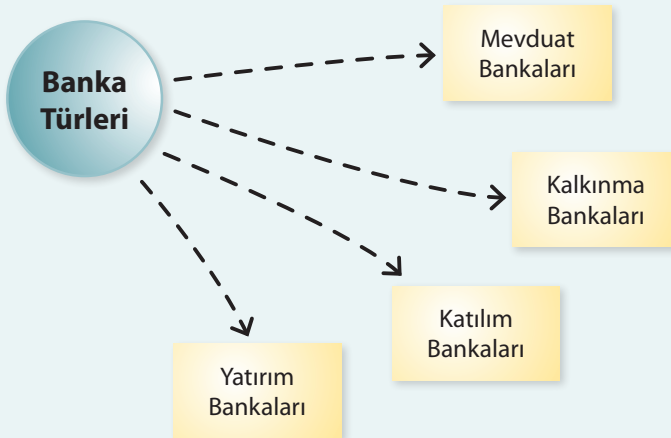 Banka
Türleri
Mevduat
Bankaları
Kalkınma
Bankaları
Katılım
Bankaları
Yatırım
Bankaları